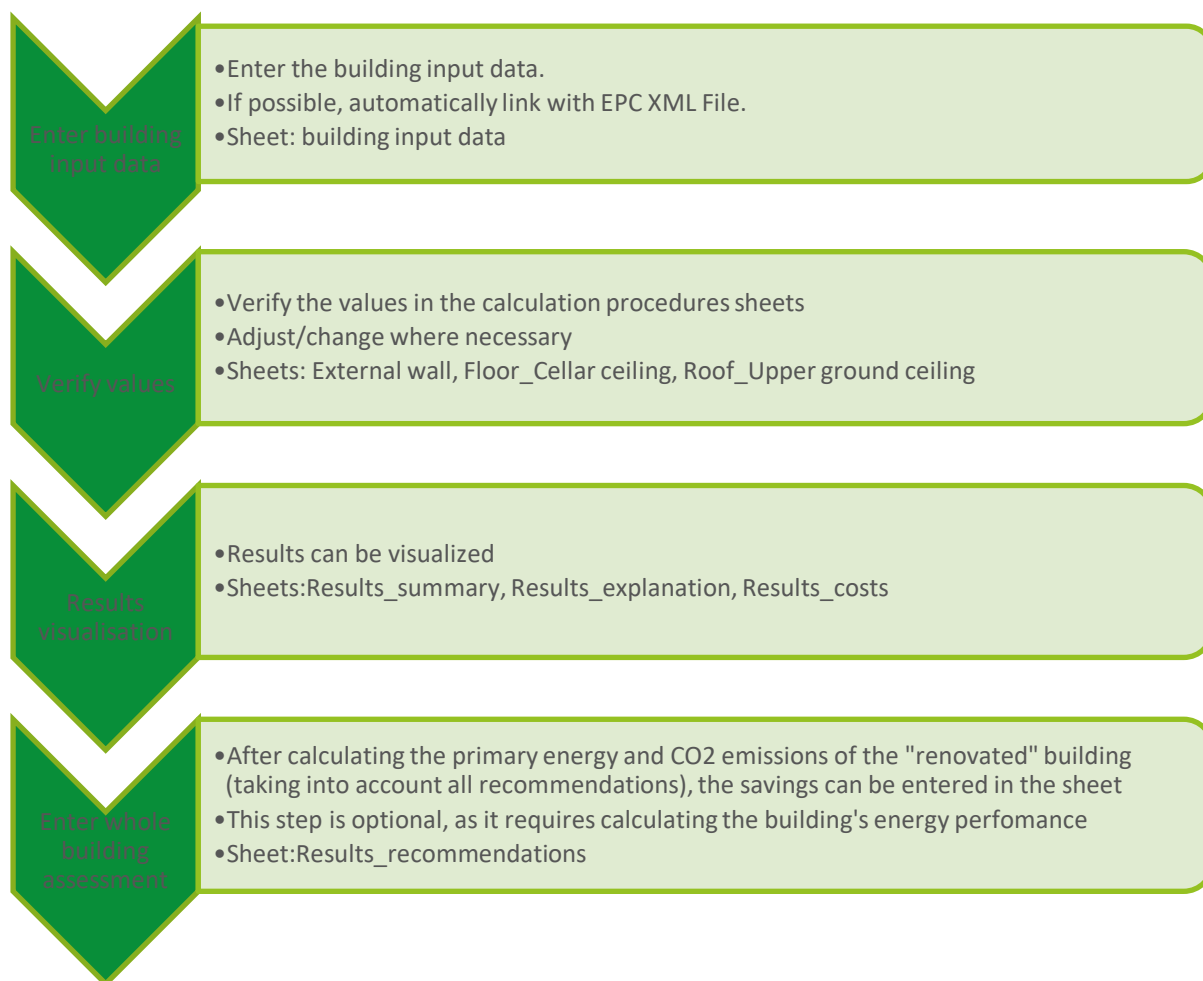 Enter building
input data
•Enter the building input data.
•If possible, automatically link with EPC XML File.
•Sheet: building input data
Verify values
•Verify the values in the calculation procedures sheets
•Adjust/change where necessary
•Sheets: External wall, Floor_Cellar ceiling, Roof_Upper ground ceiling
Results
visualisation
•Results can be visualized
•Sheets:Results_summary, Results_explanation, Results_costs
Enter whole
building
assessment
•After calculating the primary energy and CO2 emissions of the "renovated" building
(taking into account all recommendations), the savings can be entered in the sheet
•This step is optional, as it requires calculating the building's energy perfomance
•Sheet:Results_recommendations